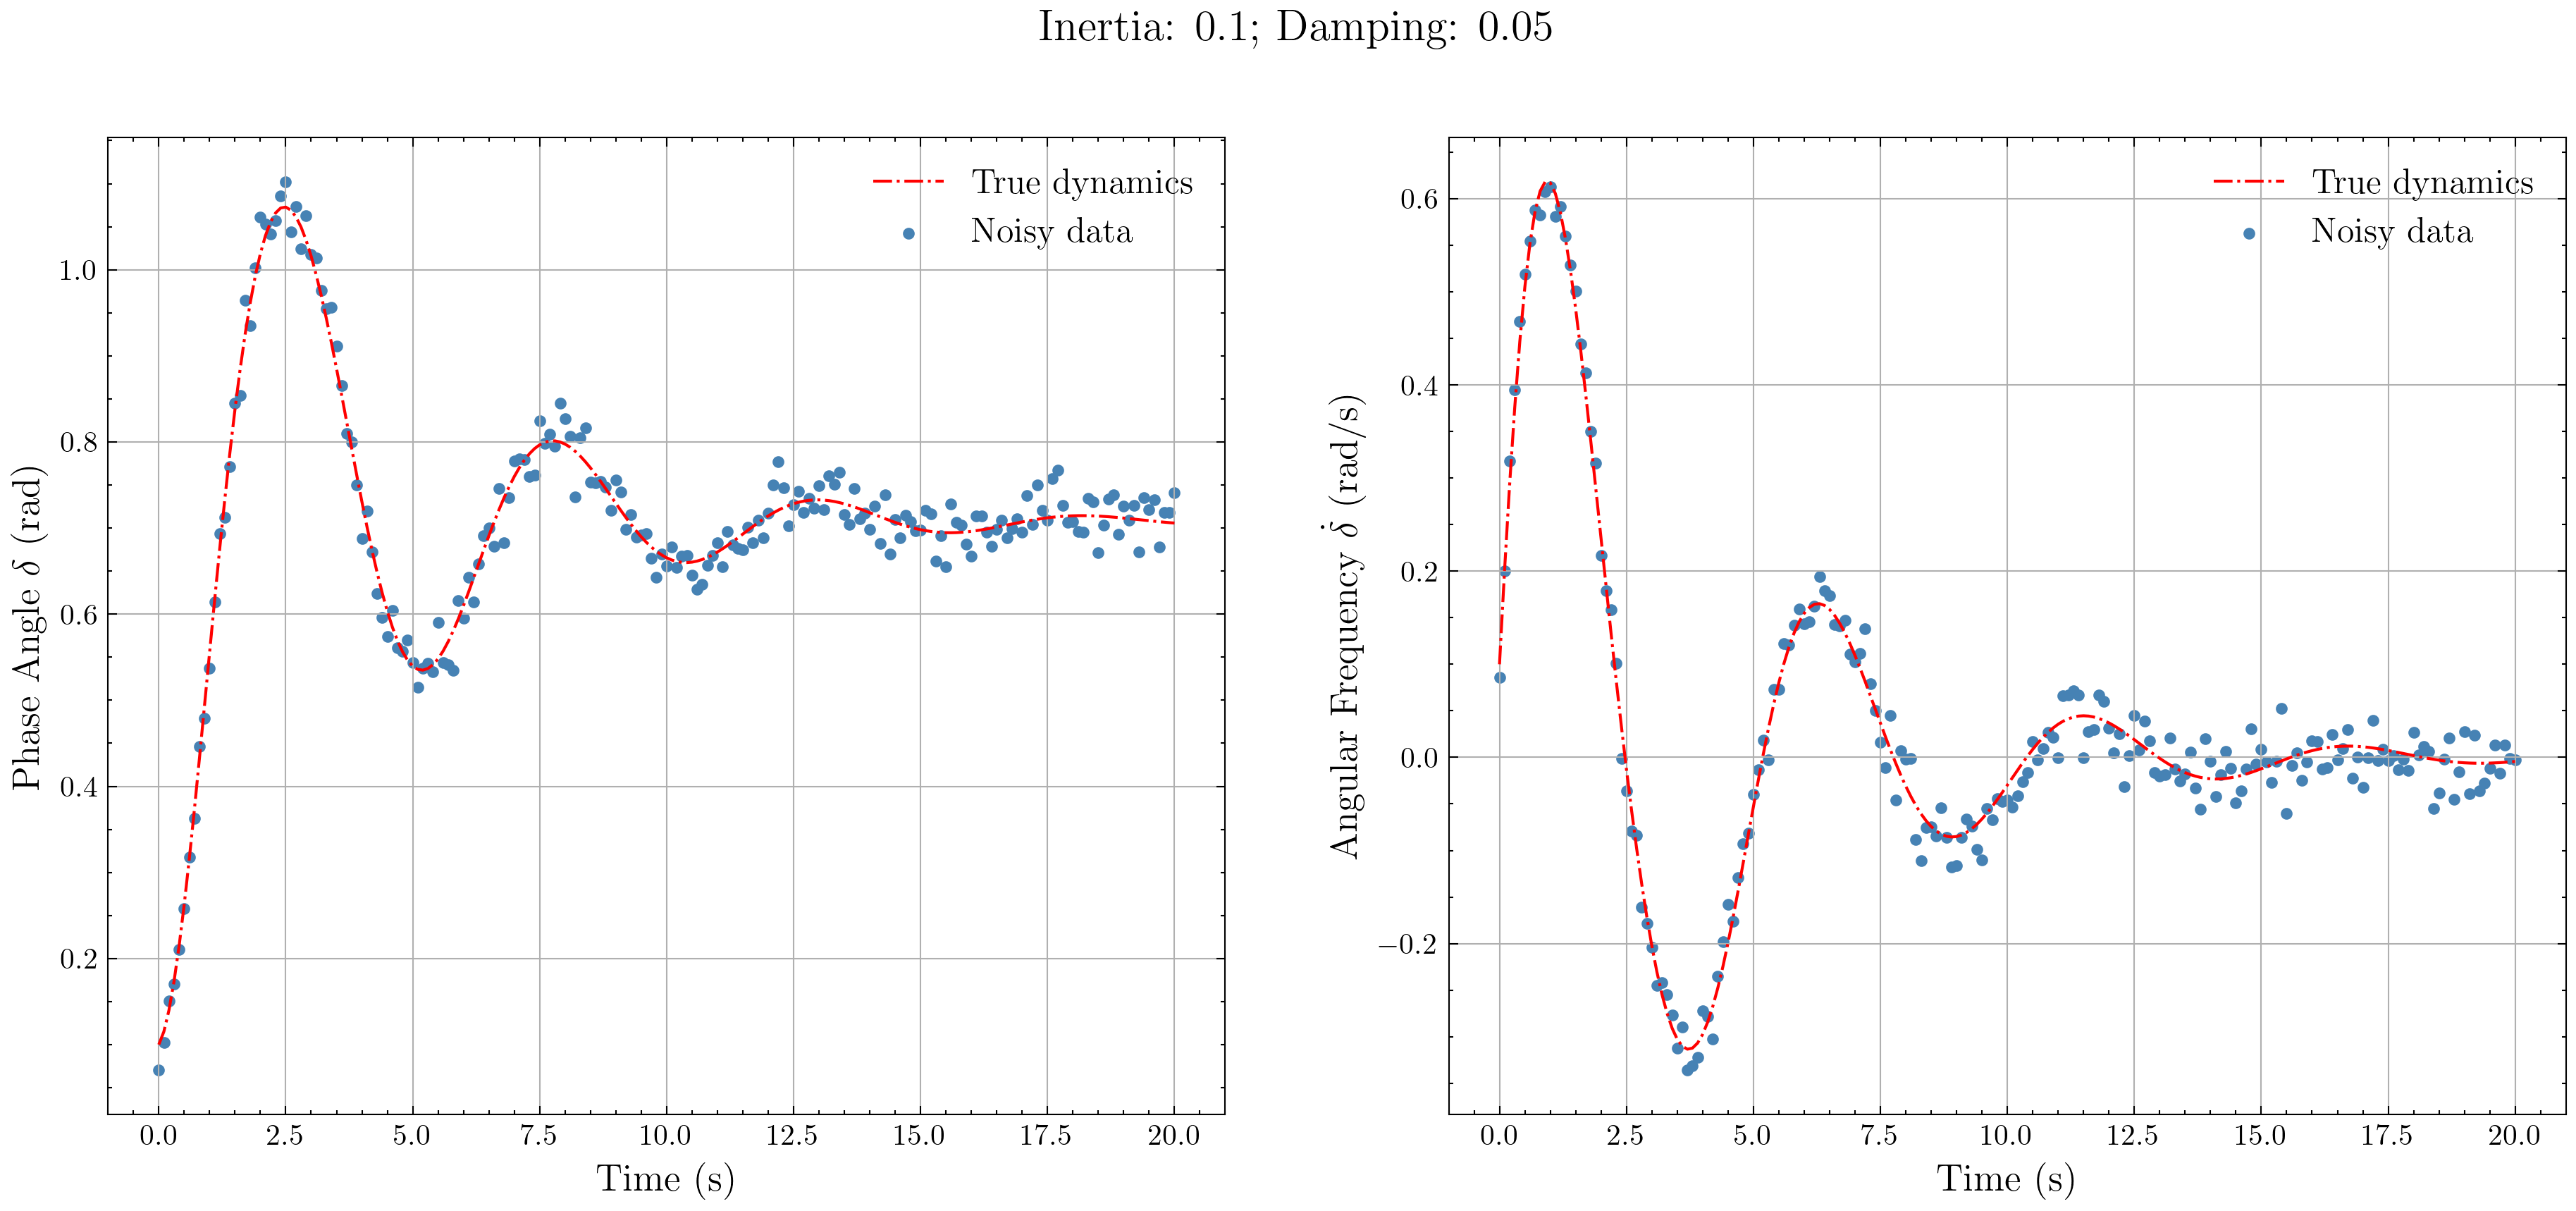 Inertia: 0.1; Damping: 0.05
True dynamics
Noisy data
1.0
0.8
0.6
0.4
0.2
Phase Angle δ (rad)
0.0 2.5 5.0 7.5 10.0 12.5 15.0 17.5 20.0
Time (s)
True dynamics
Noisy data
0.6
0.4
0.2
0.0
−0.2
Angular Frequency δ̇ (rad/s)
0.0 2.5 5.0 7.5 10.0 12.5 15.0 17.5 20.0
Time (s)